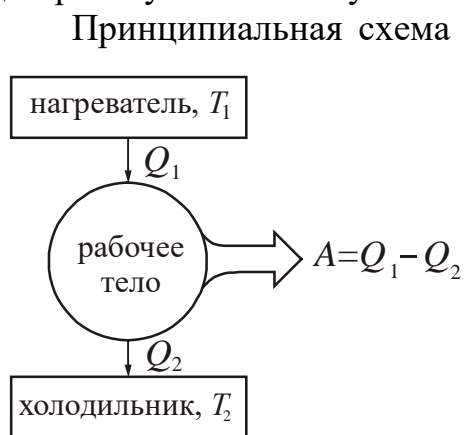 Принципиальная схема
нагреватель, T₁
Q₁
рабочее
тело
A=Q₁−Q₂
Q₂
холодильник, T₂